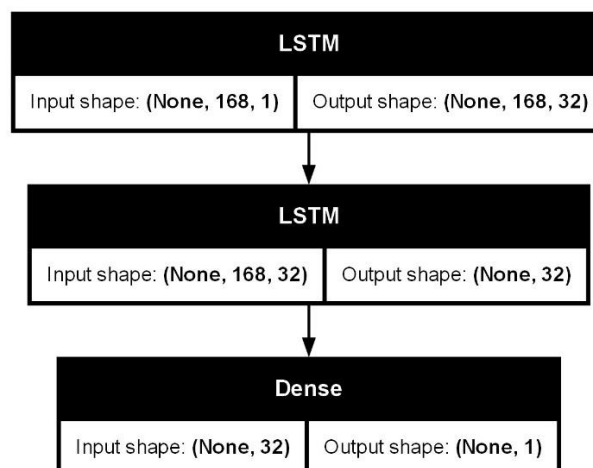 LSTM
Input shape: (None, 168, 1) Output shape: (None, 168, 32)
LSTM
Input shape: (None, 168, 32) Output shape: (None, 32)
Dense
Input shape: (None, 32) Output shape: (None, 1)